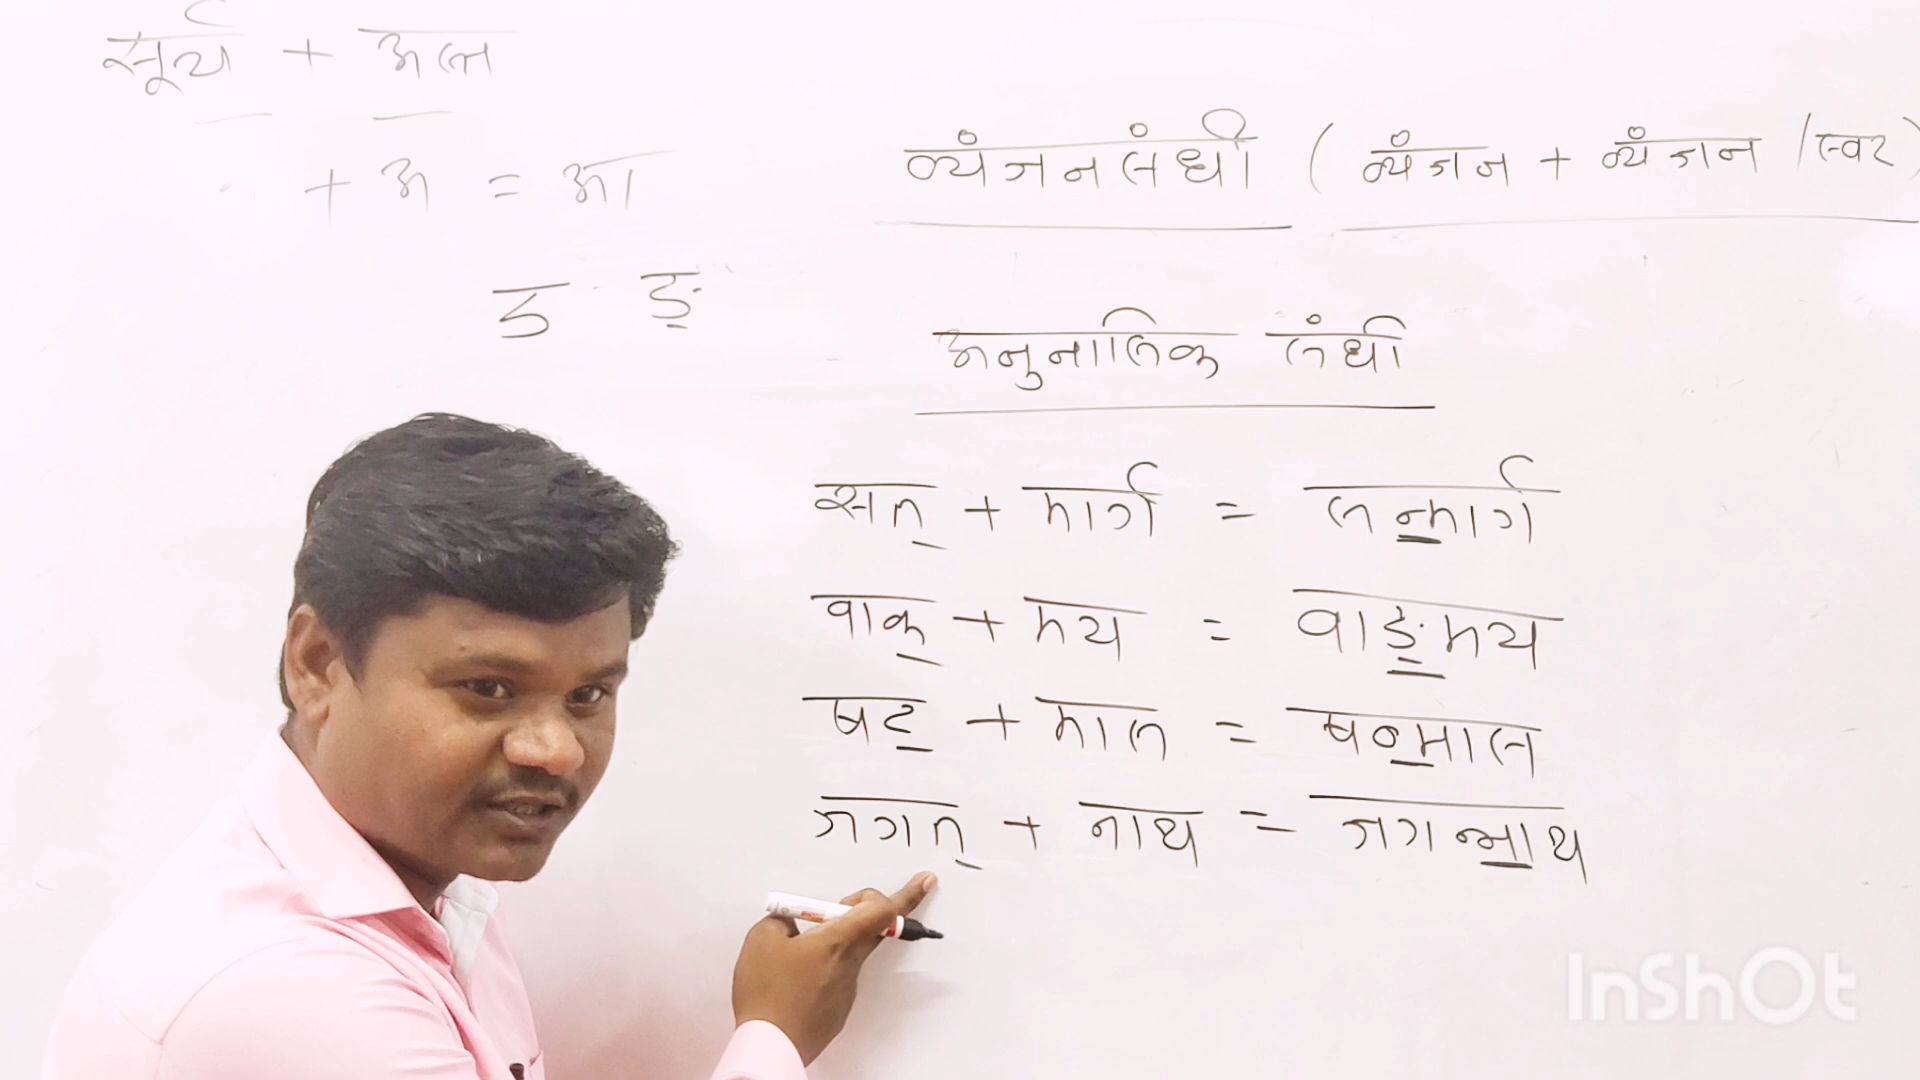 सूर्य + अस्त
+ अ = आ
ड ङ
व्यंजनसंधी ( व्यंजन + व्यंजन / स्वर )
अनुनासिक संधी
सत् + मार्ग = सन्मार्ग
वाक् + मय = वाङ्मय
षट् + मास = षण्मास
जगत् + नाथ = जगन्नाथ
InShOt